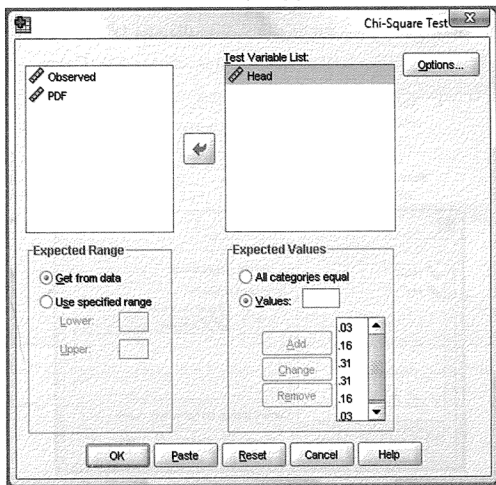 Chi-Square Test
Observed
PDF
Test Variable List:
Head
Options...
Expected Range
Get from data
Use specified range
Lower:
Upper:
Expected Values
All categories equal
Values:
Add
Change
Remove
.03
.16
.31
.31
.16
.03
OK
Paste
Reset
Cancel
Help